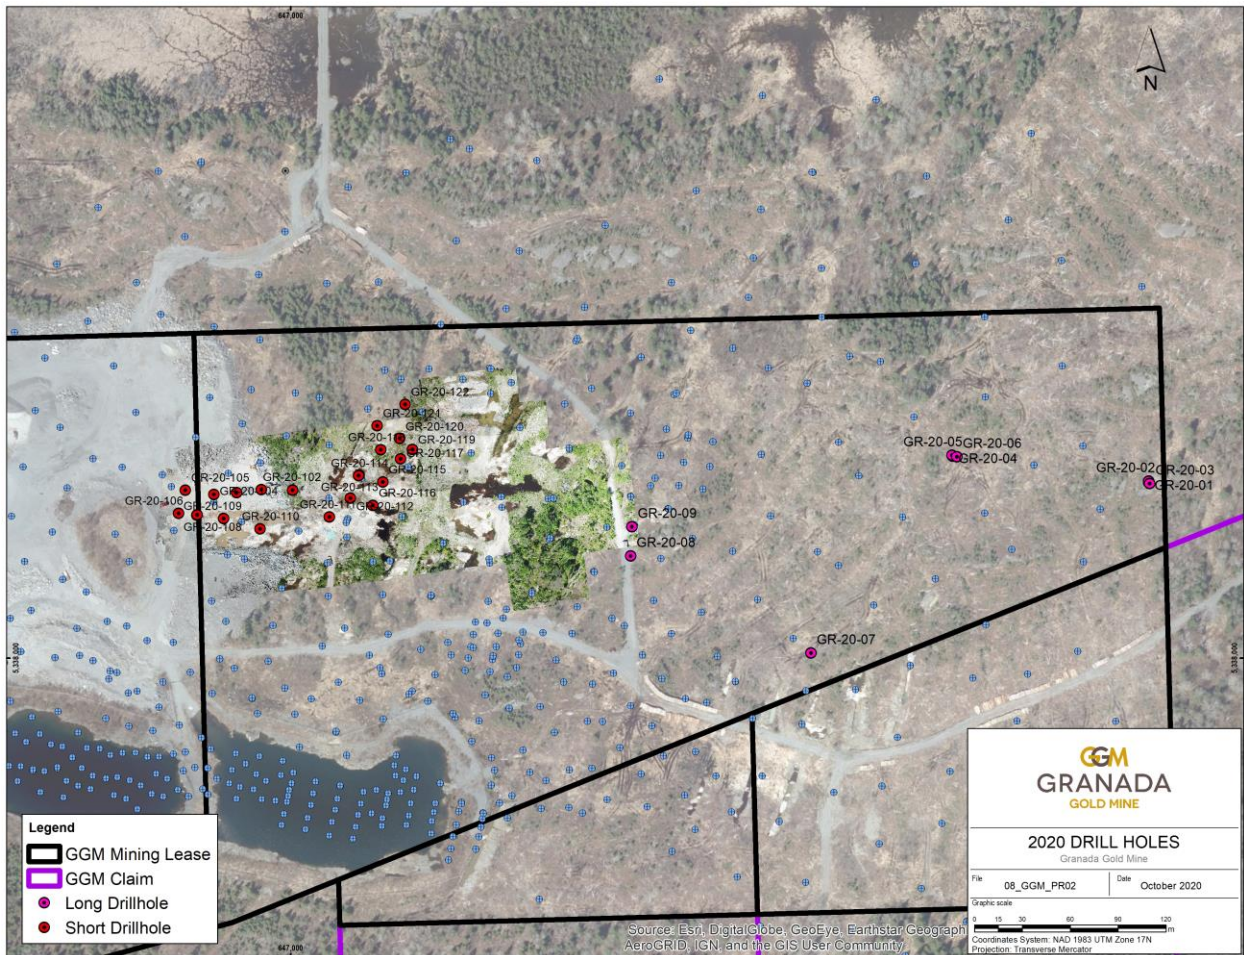 647,000
N
GR-20-122
GR-20-121
GR-20-120
GR-20-119
GR-20-117
GR-20-114
GR-20-115
GR-20-105
GR-20-102
GR-20-113
GR-20-116
GR-20-106
GR-20-109
GR-20-112
GR-20-110
GR-20-108
GR-20-05
GR-20-06
GR-20-04
GR-20-02
GR-20-03
GR-20-01
GR-20-09
GR-20-08
GR-20-07
5,338,000
5,338,000
Legend
GGM Mining Lease
GGM Claim
Long Drillhole
Short Drillhole
647,000
Source: Esri, DigitalGlobe, GeoEye, Earthstar Geograph
AeroGRID, IGN, and the GIS User Community
GGM
GRANADA
GOLD MINE
2020 DRILL HOLES
Granada Gold Mine
File
08_GGM_PR02
Date
October 2020
Graphic scale
0 15 30 60 90 120
m
Coordinates System: NAD 1983 UTM Zone 17N
Projection: Transverse Mercator